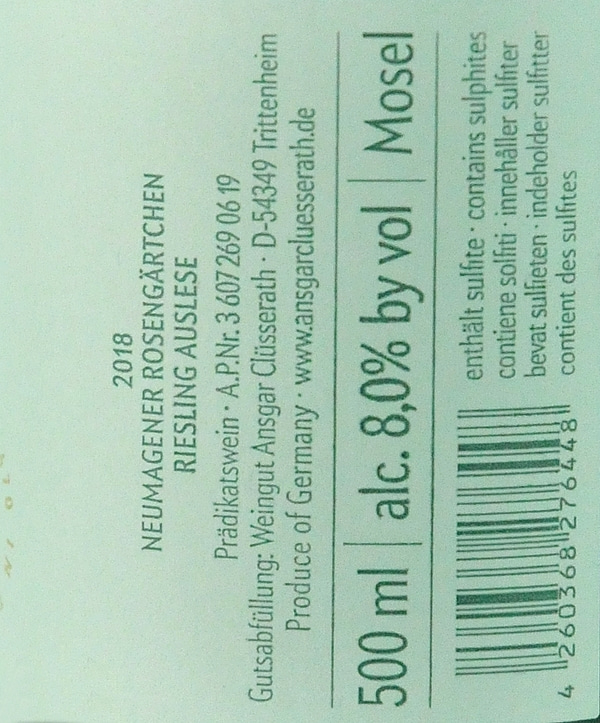 2018
NEUMAGENER ROSENGÄRTCHEN
RIESLING AUSLESE
Prädikatswein · A.P.Nr. 3 607 269 06 19
Gutsabfüllung: Weingut Ansgar Clüsserath · D-54349 Trittenheim
Produce of Germany · www.ansgarcluesserath.de
500 ml | alc. 8,0% by vol | Mosel
enthält sulfite · contains sulphites
contiene solfiti · innehåller sulfiter
bevat sulfieten · indeholder sulfitter
contient des sulfites
4 260368 276448